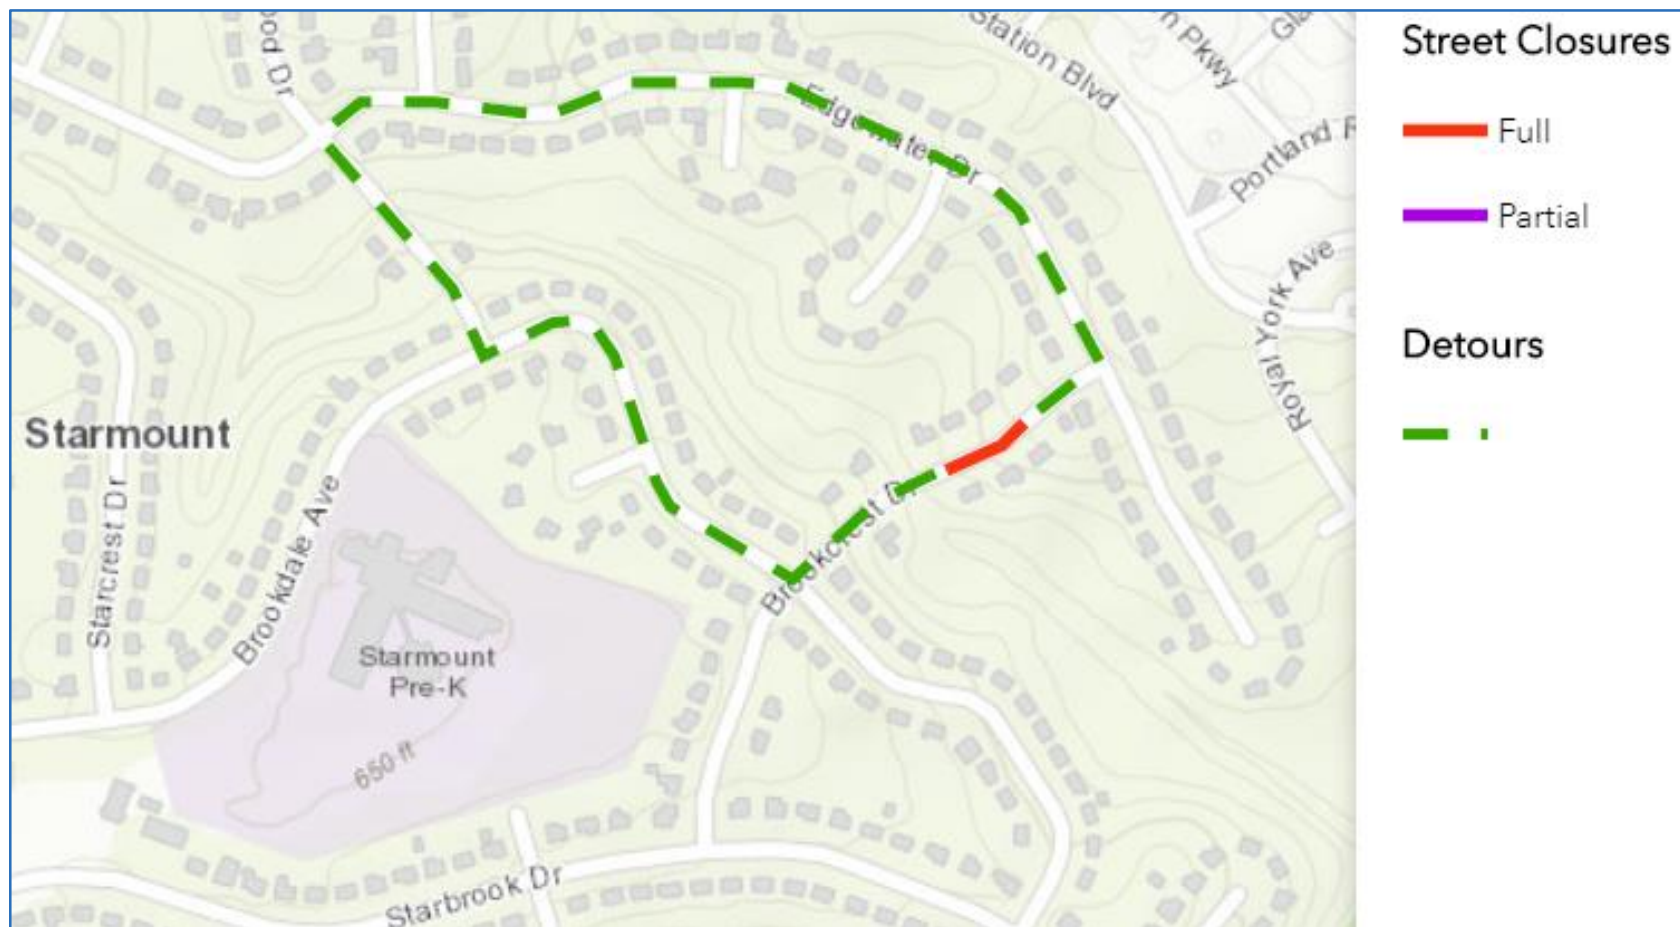 Street Closures
Full
Partial
Detours
Station Blvd
Pkwy
Portland
Edgewater Dr
Royal York Ave
Starmount
Starcrest Dr
Brookdale Ave
Brookcrest Dr
Starmount
Pre-K
650 ft
Starbrook Dr